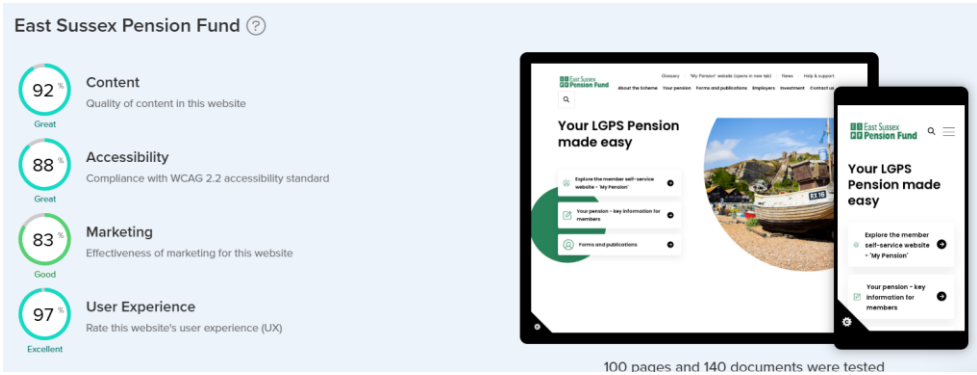 East Sussex Pension Fund ?
92 %
Great
Content
Quality of content in this website
88 %
Great
Accessibility
Compliance with WCAG 2.2 accessibility standard
83 %
Good
Marketing
Effectiveness of marketing for this website
97 %
Excellent
User Experience
Rate this website's user experience (UX)
Glossary 'My Pension' website (opens in new tab) News Help & support
East Sussex
Pension Fund
About the Scheme Your pension Forms and publications Employers Investment Contact us
Your LGPS Pension
made easy
Explore the member self-service
website - 'My Pension'
Your pension - key information for
members
Forms and publications
RX 18
East Sussex
Pension Fund
Your LGPS
Pension made
easy
Explore the member
self-service website
- 'My Pension'
Your pension - key
information for
members
100 pages and 140 documents were tested